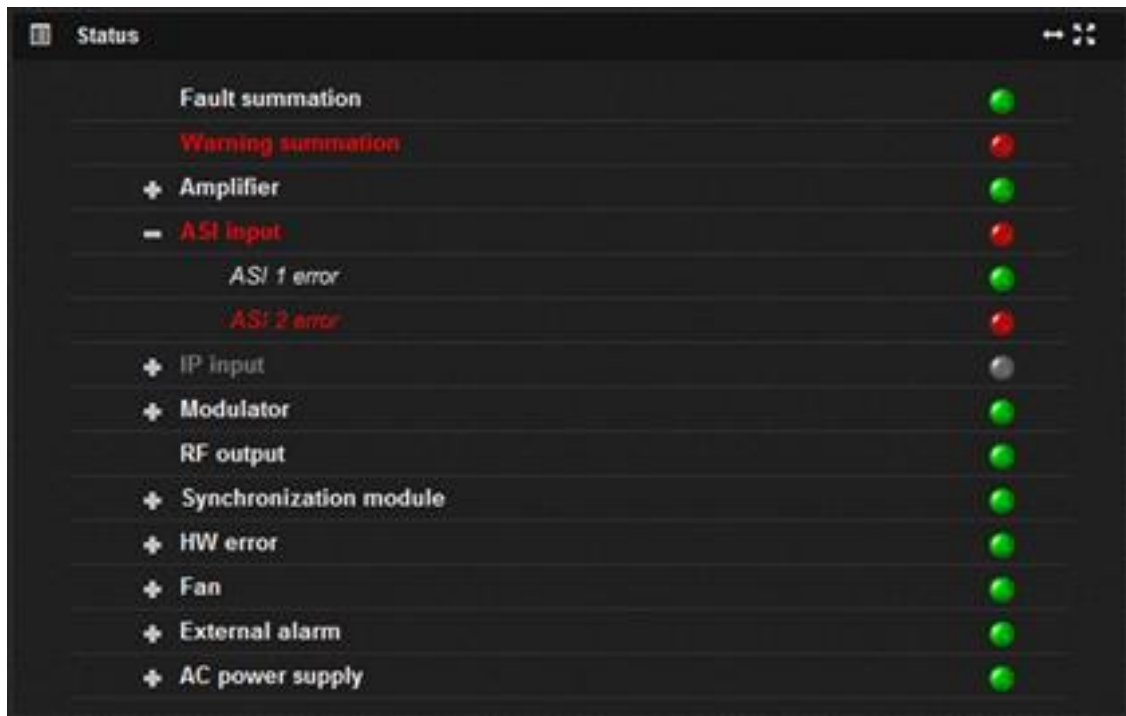 Status
Fault summation
Warning summation
Amplifier
ASI input
ASI 1 error
ASI 2 error
IP input
Modulator
RF output
Synchronization module
HW error
Fan
External alarm
AC power supply